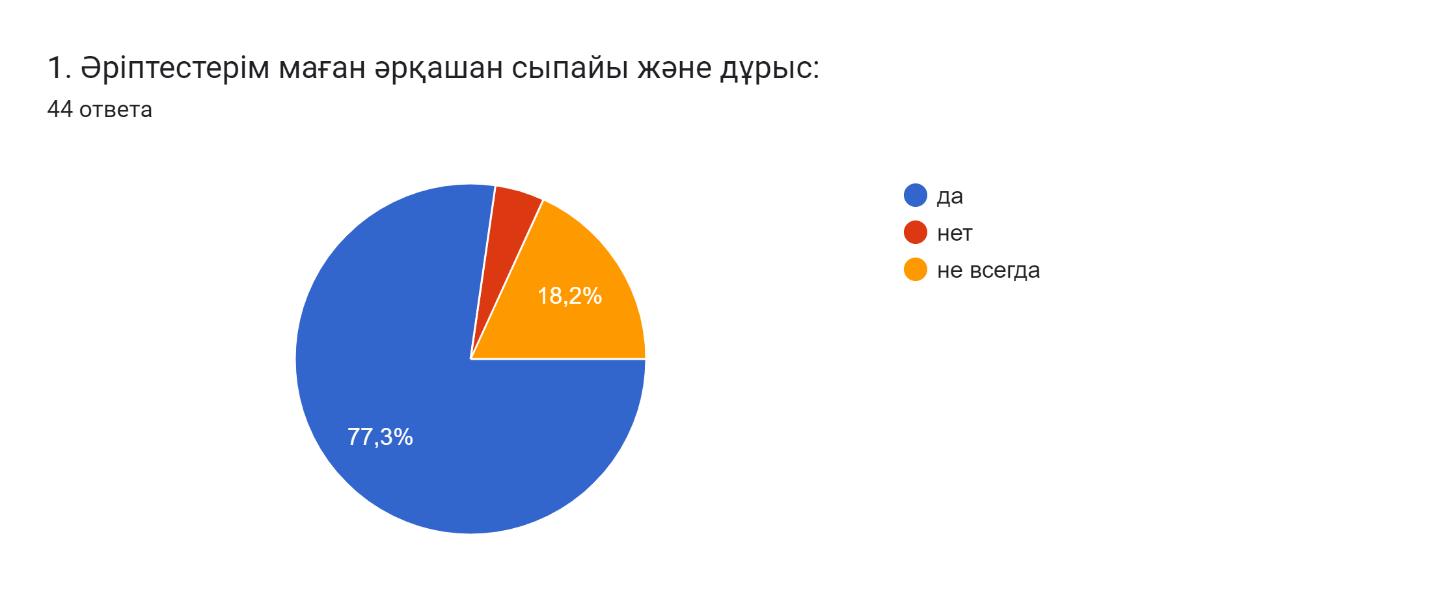 1. Әріптестерім маған әрқашан сыпайы және дұрыс:
44 ответа
да
нет
не всегда
18,2%
77,3%